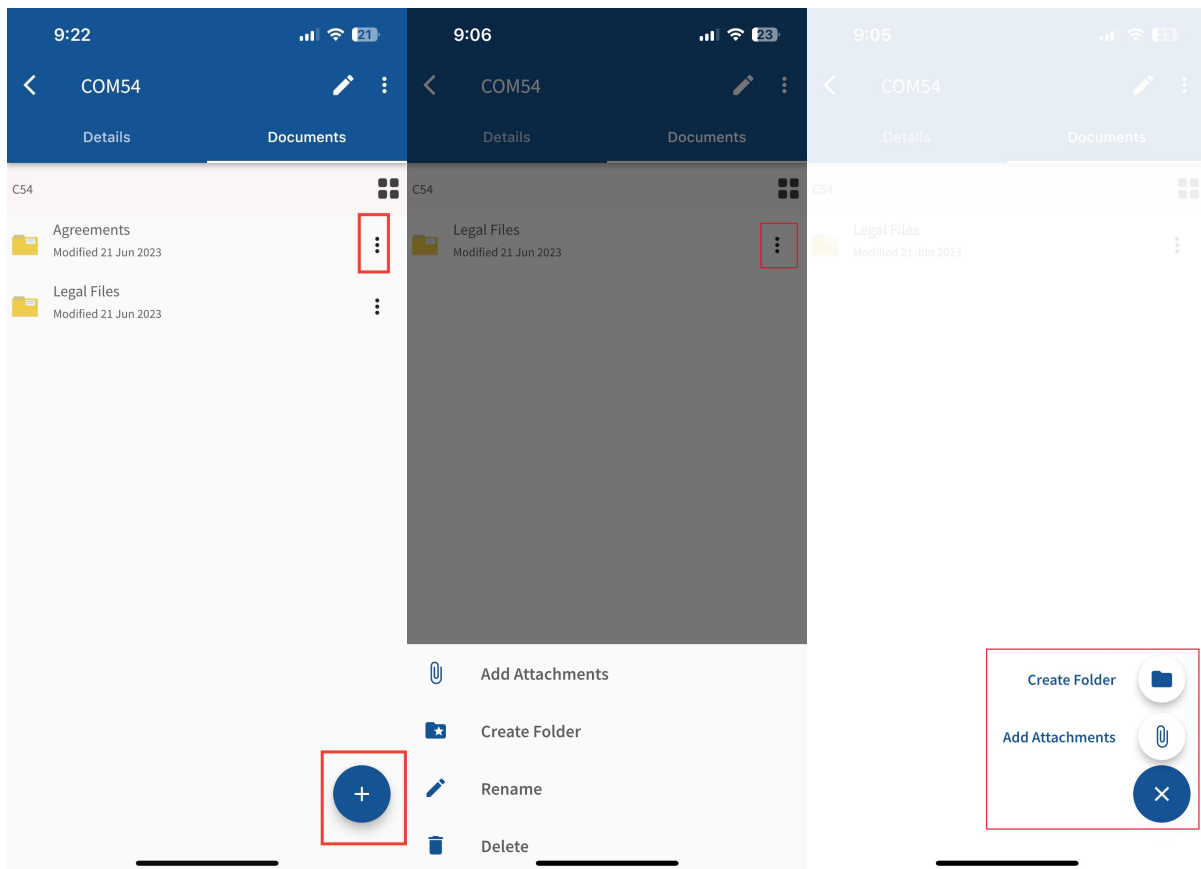 9:22
21
COM54
Details Documents
C54
Agreements
Modified 21 Jun 2023
Legal Files
Modified 21 Jun 2023
9:06
23
COM54
Details Documents
C54
Legal Files
Modified 21 Jun 2023
Add Attachments
Create Folder
Rename
Delete
9:05
23
COM54
Details Documents
C54
Legal Files
Modified 21 Jun 2023
Create Folder
Add Attachments